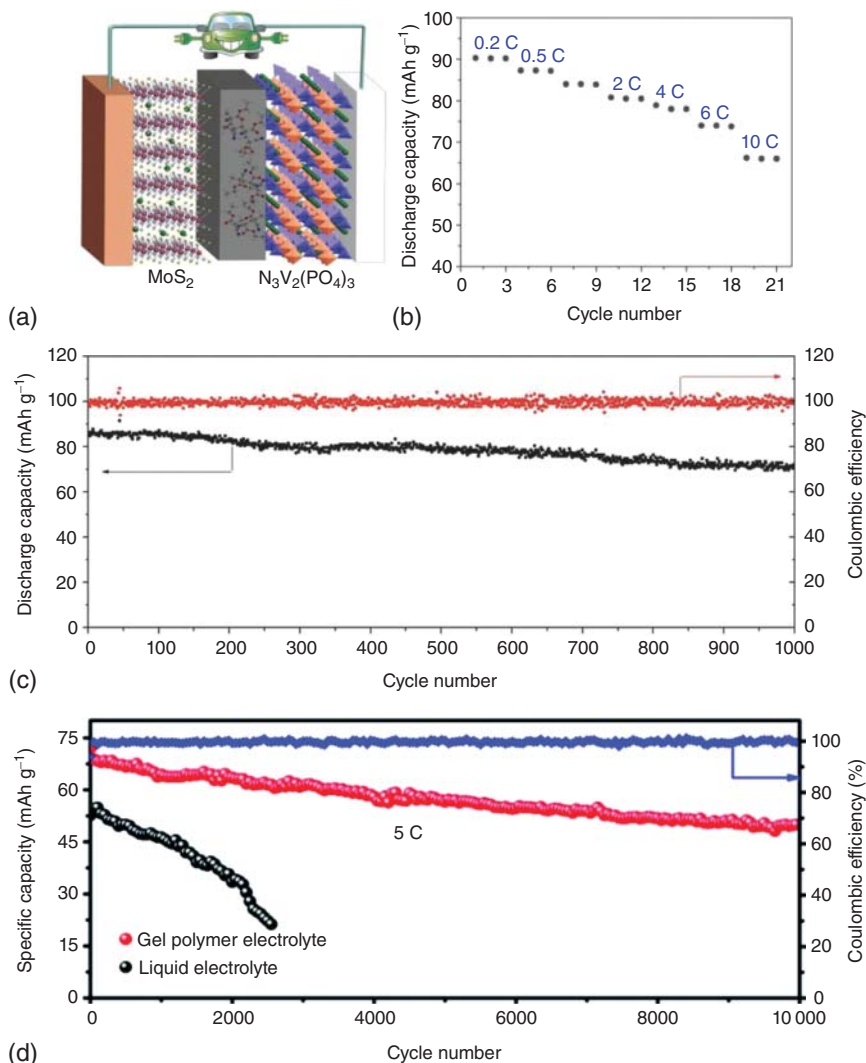 MoS₂ N₃V₂(PO₄)₃
(a)
Discharge capacity (mAh g⁻¹)
100
90
80
70
60
50
40
0.2 C
0.5 C
2 C
4 C
6 C
10 C
0 3 6 9 12 15 18 21
Cycle number
(b)
Discharge capacity (mAh g⁻¹)
120
100
80
60
40
20
0
0 100 200 300 400 500 600 700 800 900 1000
Cycle number
120
100
80
60
40
20
0
Coulombic efficiency
(c)
Specific capacity (mAh g⁻¹)
75
60
45
30
15
0
5 C
Gel polymer electrolyte
Liquid electrolyte
0 2000 4000 6000 8000 10 000
Cycle number
100
80
60
40
20
0
Coulombic efficiency (%)
(d)